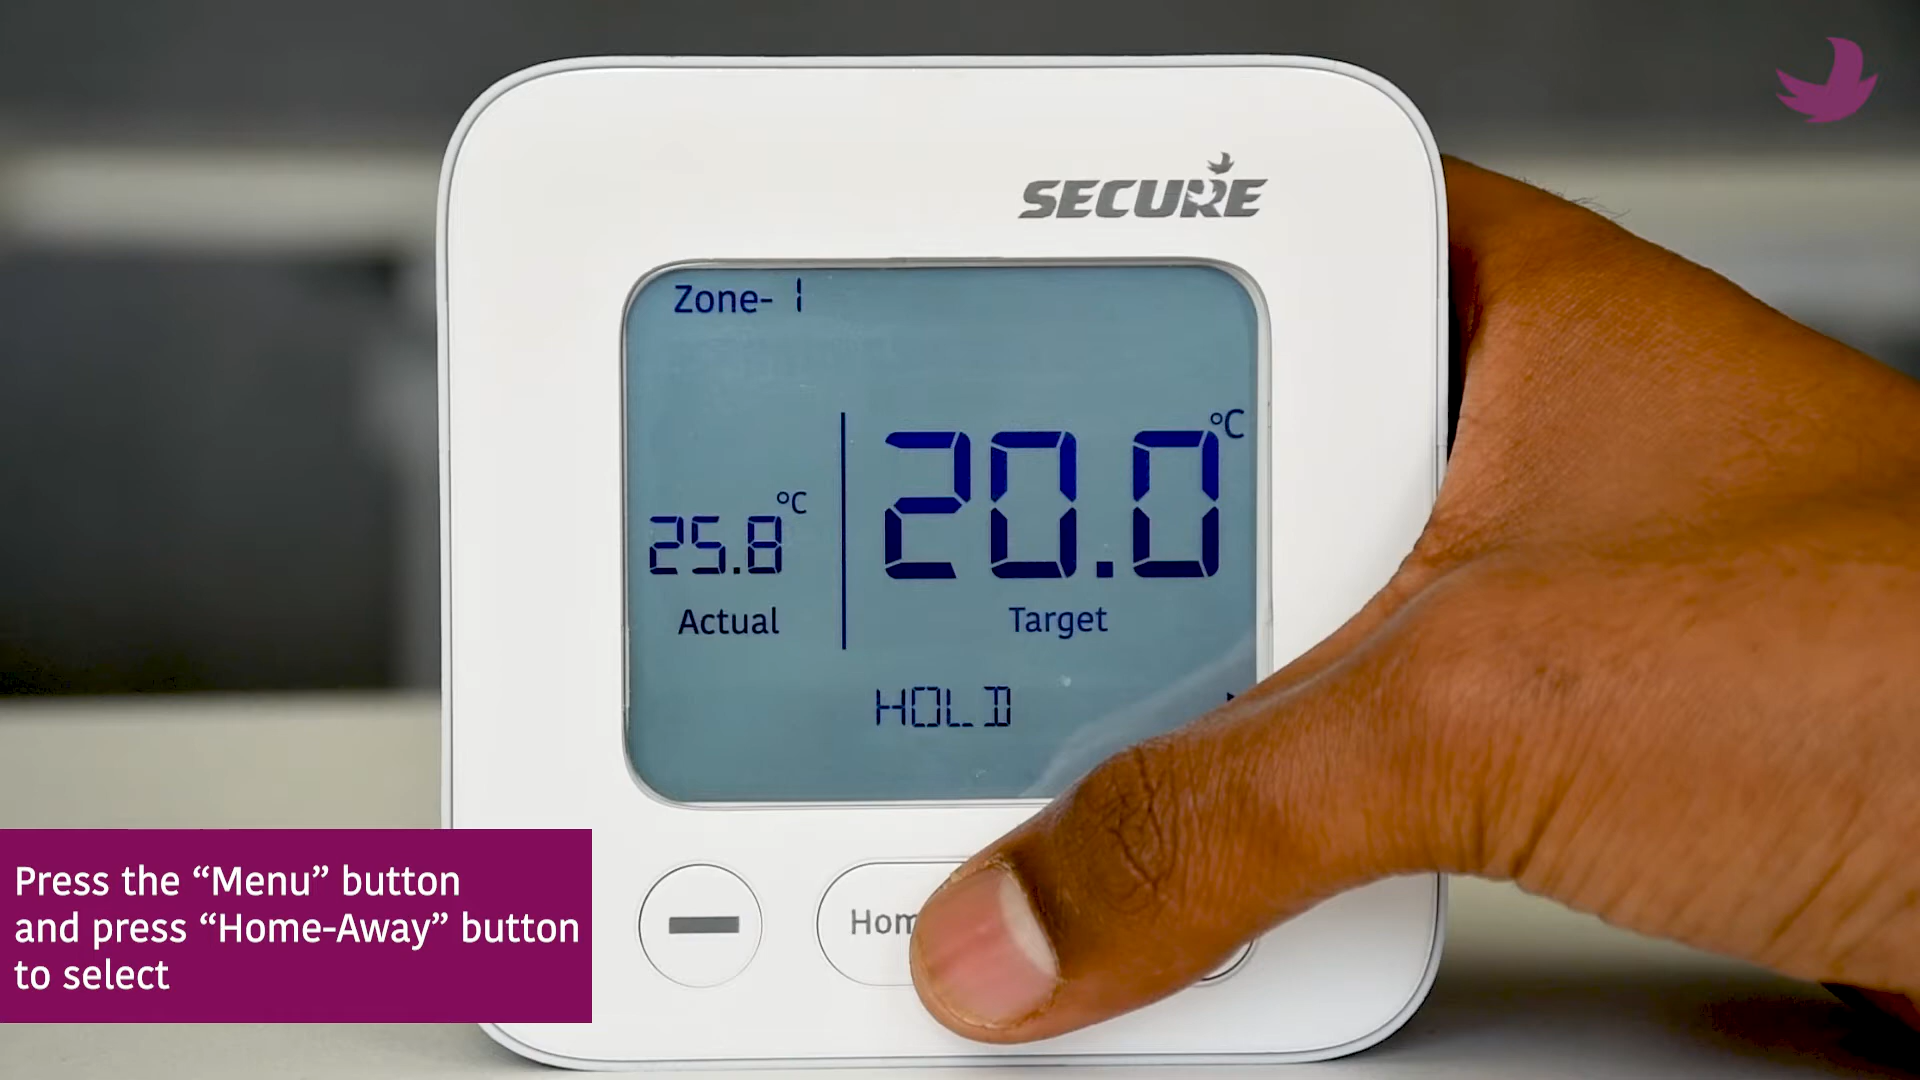 SECURE
Zone- 1
25.8 °C
20.0 °C
Actual
Target
HOLD
Hom
Press the “Menu” button
and press “Home-Away” button
to select